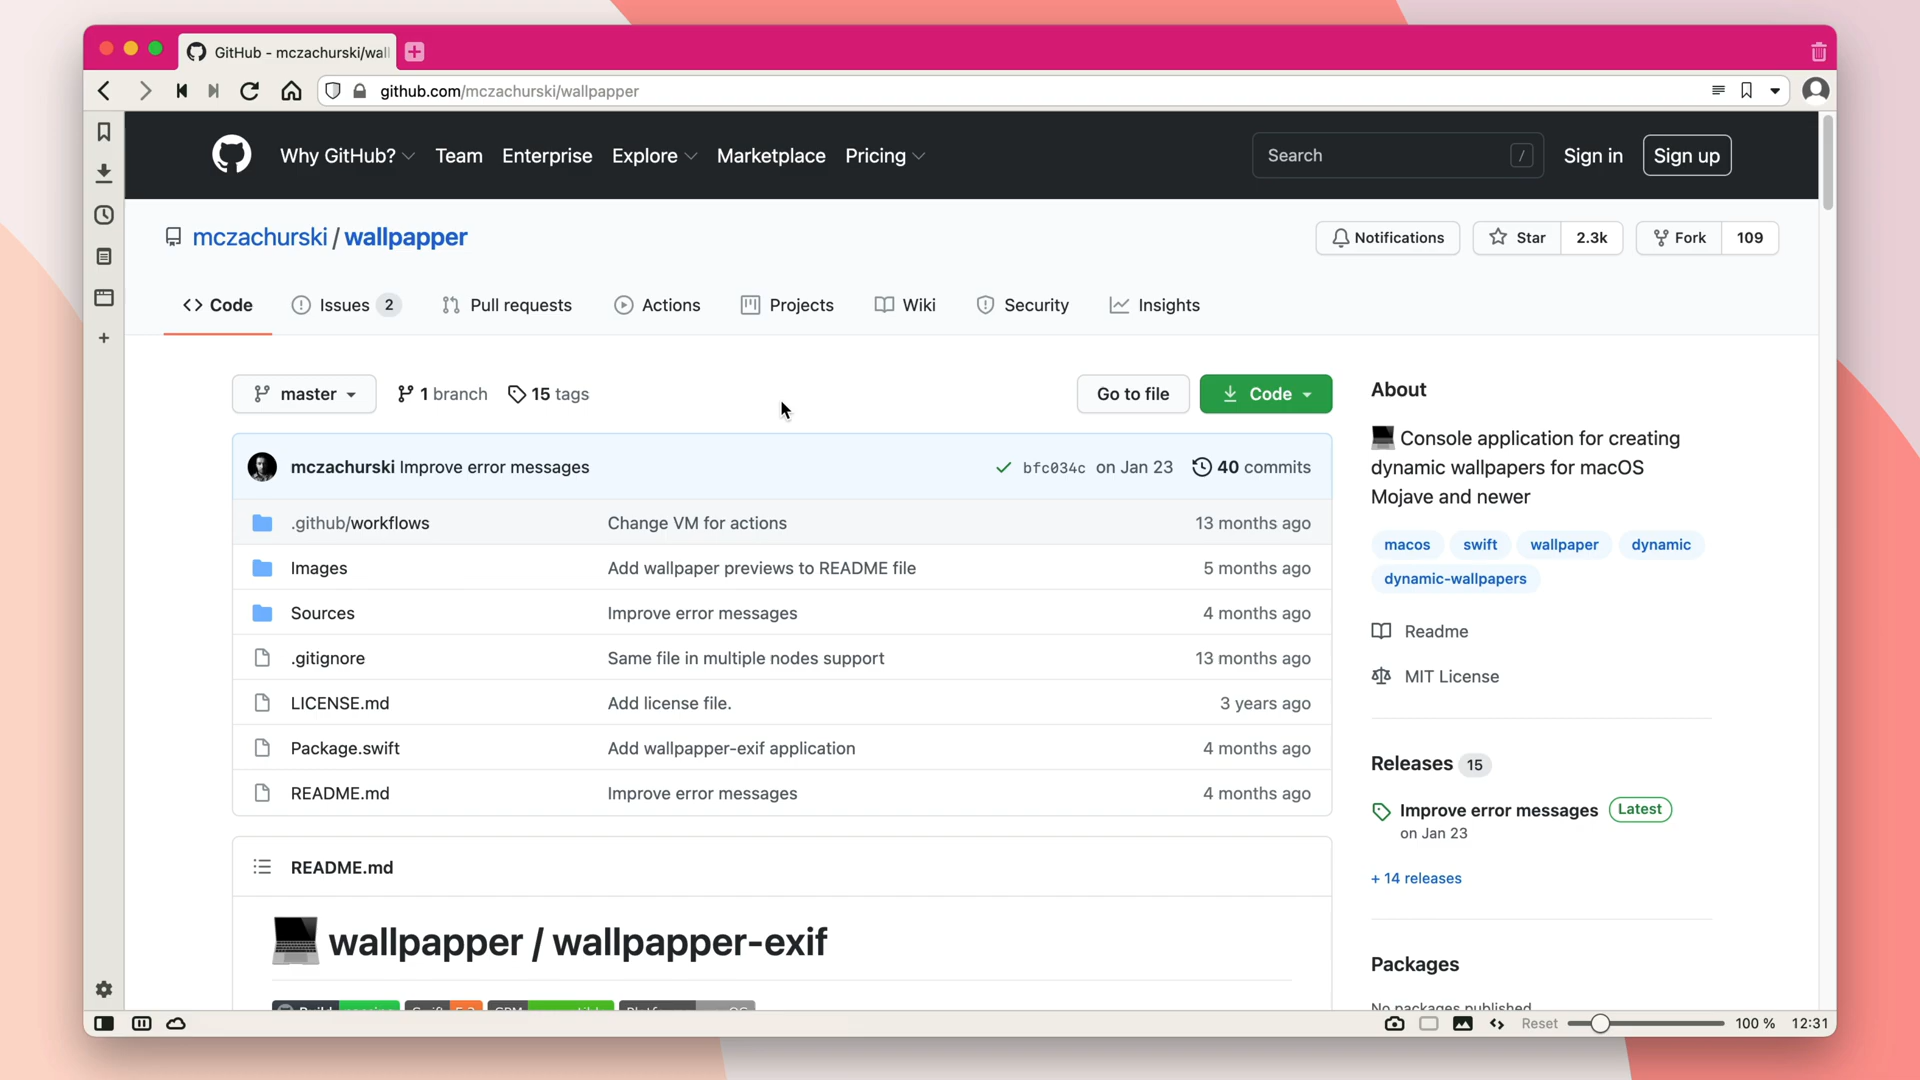 GitHub - mczachurski/wal
github.com/mczachurski/wallpapper
Why GitHub? Team Enterprise Explore Marketplace Pricing Search / Sign in Sign up
mczachurski / wallpapper Notifications Star 2.3k Fork 109
Code Issues 2 Pull requests Actions Projects Wiki Security Insights
master 1 branch 15 tags Go to file Code
mczachurski Improve error messages bfc034c on Jan 23 40 commits
.github/workflows Change VM for actions 13 months ago
Images Add wallpaper previews to README file 5 months ago
Sources Improve error messages 4 months ago
.gitignore Same file in multiple nodes support 13 months ago
LICENSE.md Add license file. 3 years ago
Package.swift Add wallpapper-exif application 4 months ago
README.md Improve error messages 4 months ago
README.md
wallpapper / wallpapper-exif
About
Console application for creating
dynamic wallpapers for macOS
Mojave and newer
macos swift wallpaper dynamic
dynamic-wallpapers
Readme
MIT License
Releases 15
Improve error messages Latest
on Jan 23
+ 14 releases
Packages
No packages published
Reset 100 % 12:31